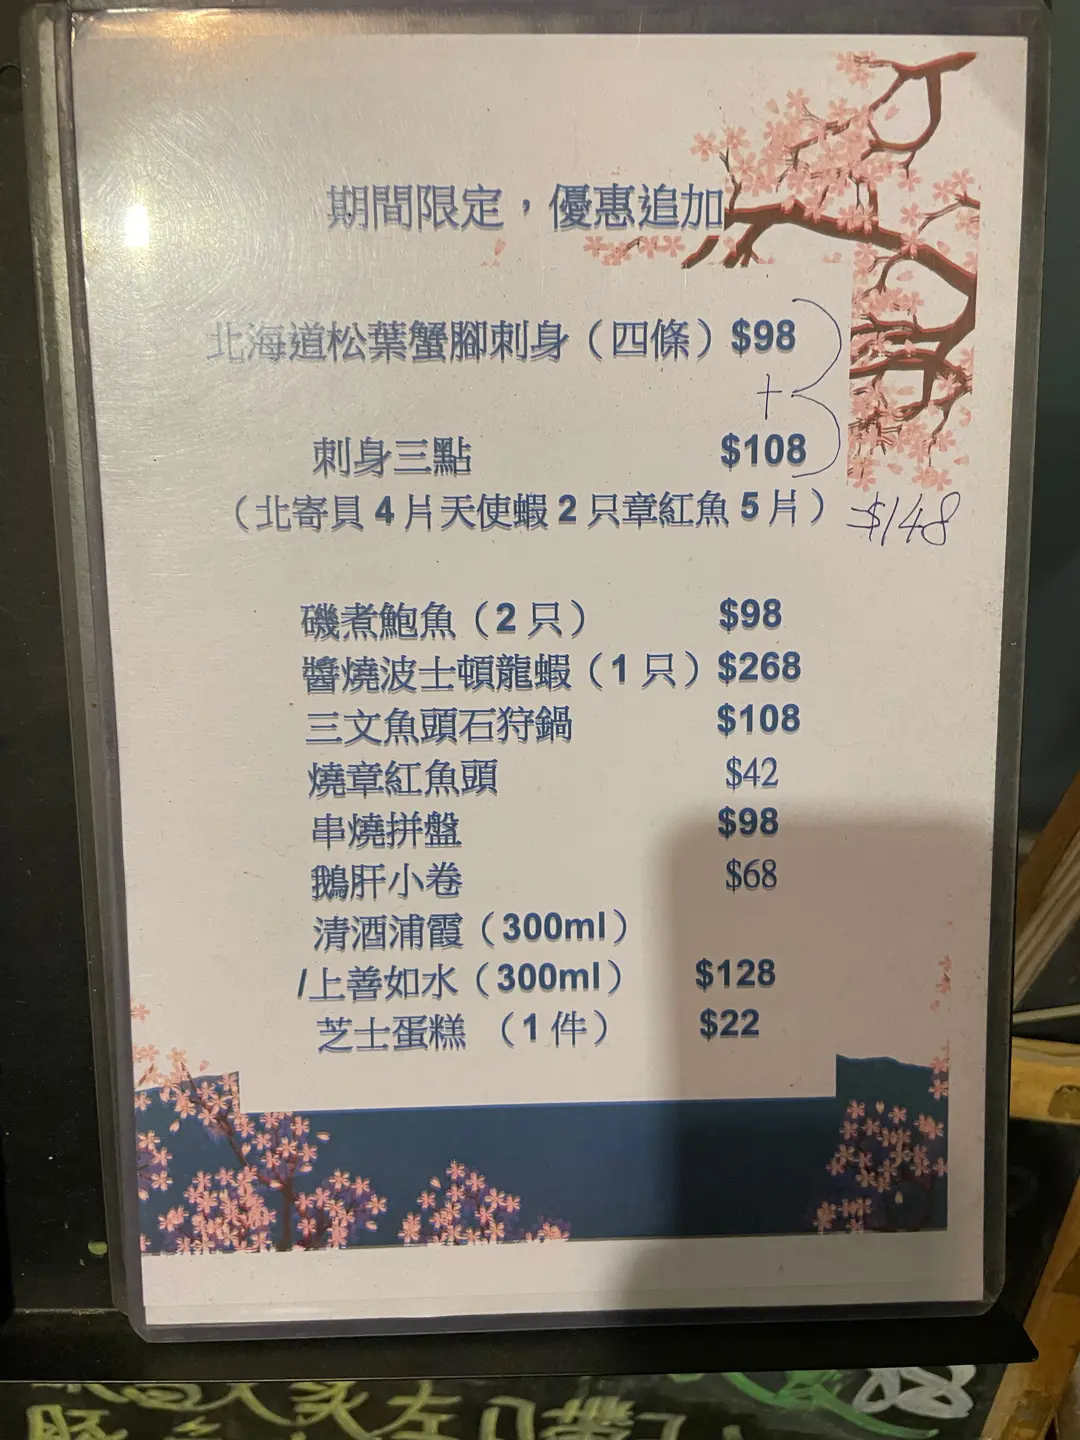 期間限定，優惠追加
北海道松葉蟹腳刺身（四條）$98
+
刺身三點 $108
（北寄貝 4 片天使蝦 2 只章紅魚 5 片） =$148
磯煮鮑魚（2 只） $98
醬燒波士頓龍蝦（1 只）$268
三文魚頭石狩鍋 $108
燒章紅魚頭 $42
串燒拼盤 $98
鵝肝小卷 $68
清酒浦霞（300ml）
/上善如水（300ml） $128
芝士蛋糕 （1 件） $22